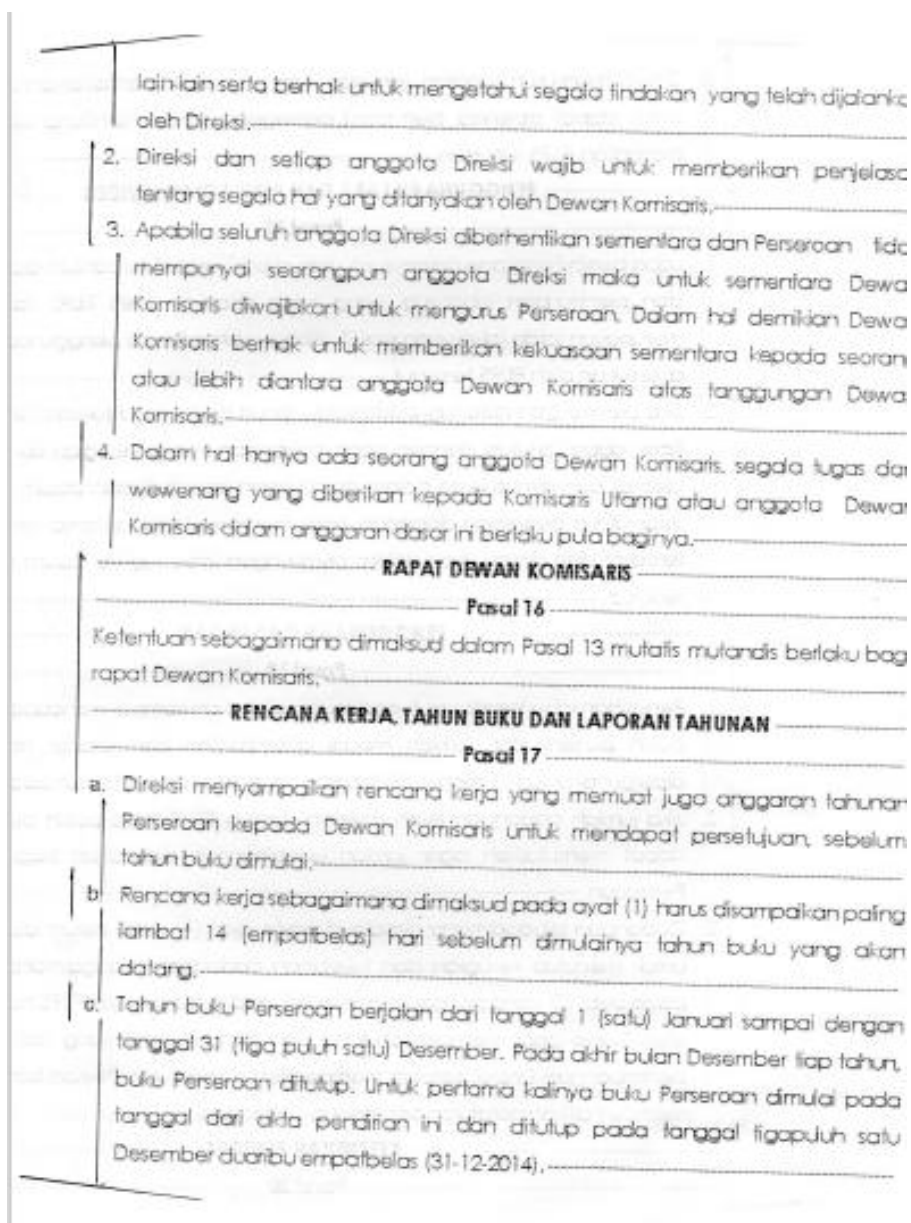 lain-lain serta berhak untuk mengetahui segala tindakan yang telah dijalanka
oleh Direksi.
2. Direksi dan setiap anggota Direksi wajib untuk memberikan penjelasa
tentang segala hal yang ditanyakan oleh Dewan Komisaris.
3. Apabila seluruh anggota Direksi diberhentikan sementara dan Perseroan tida
mempunyai seorangpun anggota Direksi maka untuk sementara Dewa
Komisaris diwajibkan untuk mengurus Perseroan. Dalam hal demikian Dewa
Komisaris berhak untuk memberikan kekuasaan sementara kepada seoran
atau lebih diantara anggota Dewan Komisaris atas tanggungan Dewa
Komisaris.
4. Dalam hal hanya ada seorang anggota Dewan Komisaris, segala tugas dan
wewenang yang diberikan kepada Komisaris Utama atau anggota Dewan
Komisaris dalam anggaran dasar ini berlaku pula baginya.
RAPAT DEWAN KOMISARIS
Pasal 16
Ketentuan sebagaimana dimaksud dalam Pasal 13 mutatis mutandis berlaku bag
rapat Dewan Komisaris.
RENCANA KERJA, TAHUN BUKU DAN LAPORAN TAHUNAN
Pasal 17
a. Direksi menyampaikan rencana kerja yang memuat juga anggaran tahunan
Perseroan kepada Dewan Komisaris untuk mendapat persetujuan, sebelum
tahun buku dimulai.
b Rencana kerja sebagaimana dimaksud pada ayat (1) harus disampaikan paling
lambat 14 (empatbelas) hari sebelum dimulainya tahun buku yang akan
datang.
c. Tahun buku Perseroan berjalan dari tanggal 1 (satu) Januari sampai dengan
tanggal 31 (tiga puluh satu) Desember. Pada akhir bulan Desember tiap tahun,
buku Perseroan ditutup. Untuk pertama kalinya buku Perseroan dimulai pada
tanggal dari akta pendirian ini dan ditutup pada tanggal tigapuluh satu
Desember duaribu empatbelas (31-12-2014).